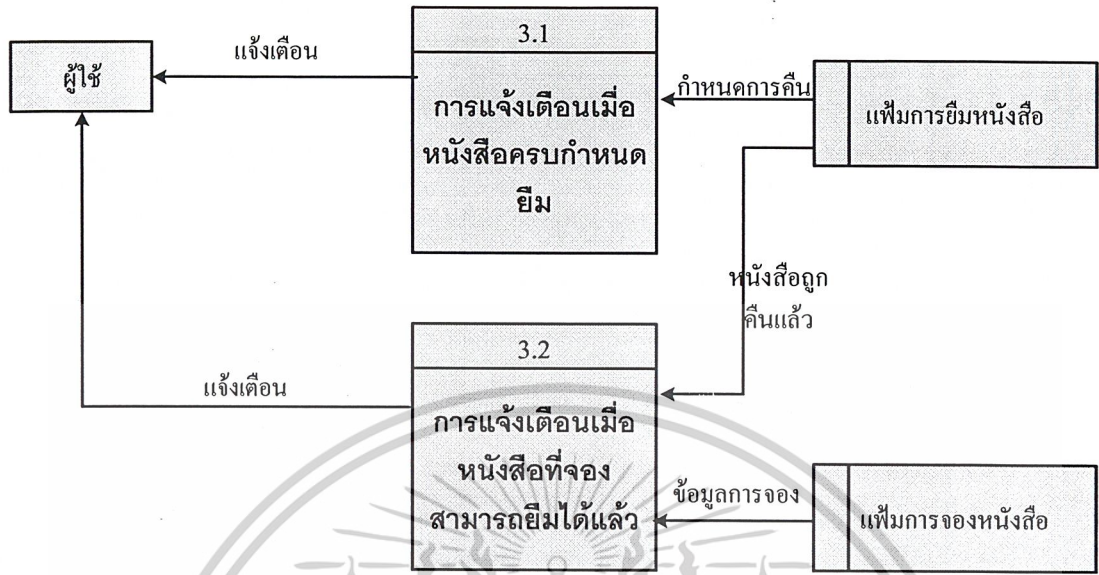 3.1
ผู้ใช้
แจ้งเตือน
การแจ้งเตือนเมื่อ
หนังสือครบกำหนด
ยืม
กำหนดการคืน
แฟ้มการยืมหนังสือ
หนังสือถูก
คืนแล้ว
3.2
แจ้งเตือน
การแจ้งเตือนเมื่อ
หนังสือที่จอง
สามารถยืมได้แล้ว
ข้อมูลการจอง
แฟ้มการจองหนังสือ